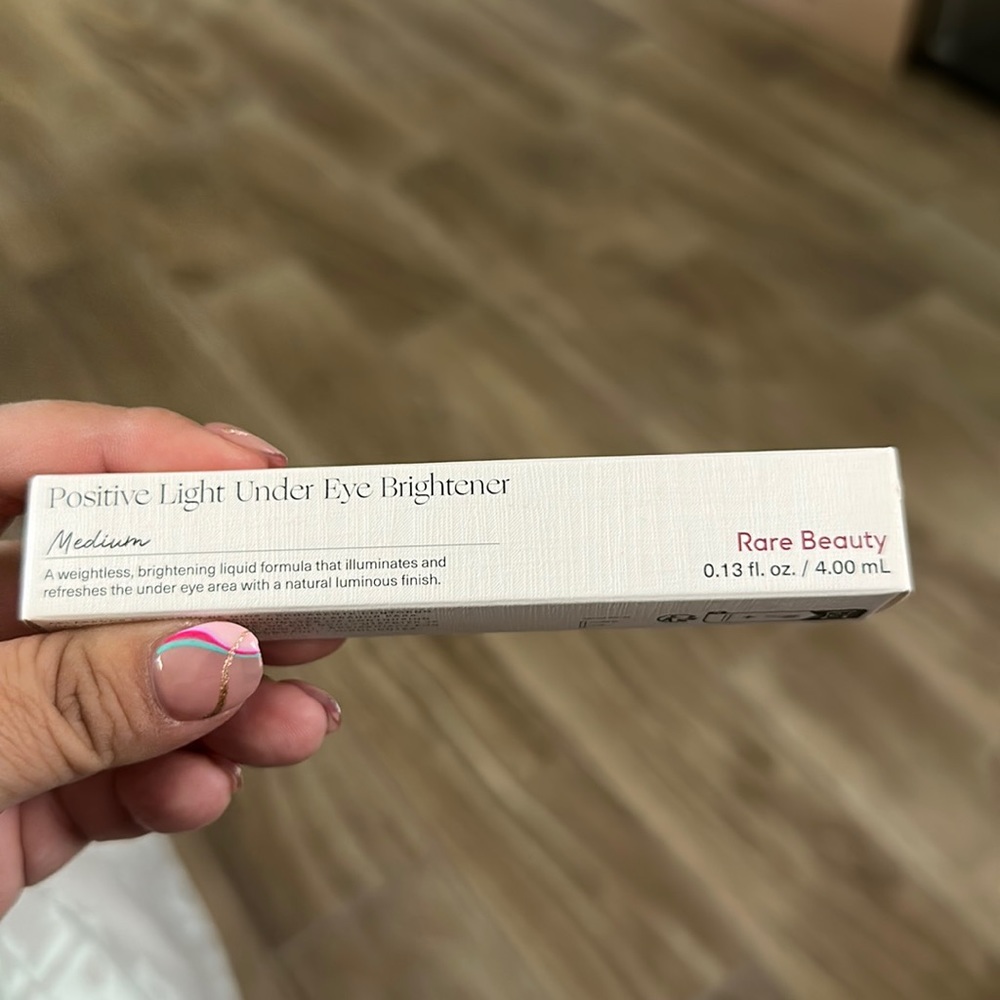 Positive Light Under Eye Brightener
Medium
A weightless, brightening liquid formula that illuminates and
refreshes the under eye area with a natural luminous finish.
Rare Beauty
0.13 fl. oz. / 4.00 mL